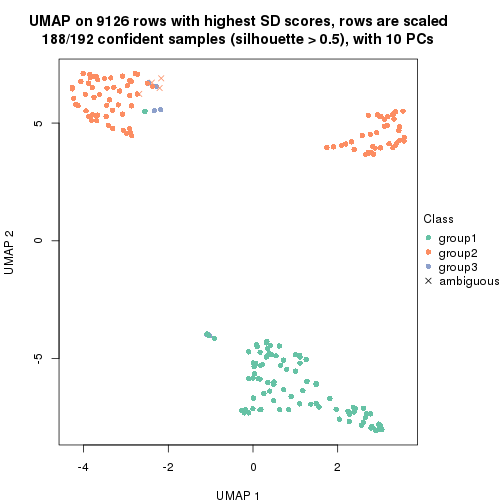 UMAP on 9126 rows with highest SD scores, rows are scaled
188/192 confident samples (silhouette > 0.5), with 10 PCs
5
0
-5
UMAP 2
-4
-2
0
2
UMAP 1
Class
group1
group2
group3
ambiguous